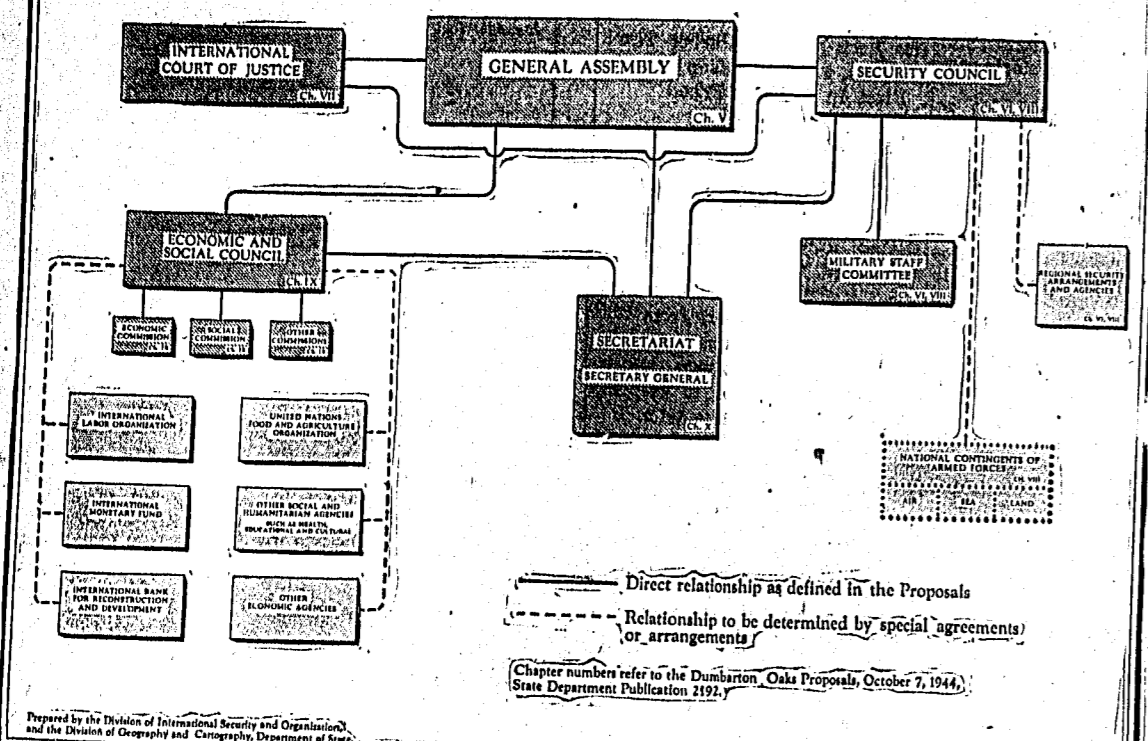 INTERNATIONAL
COURT OF JUSTICE
Ch. VII
GENERAL ASSEMBLY
Ch. V
SECURITY COUNCIL
Ch. VI, VIII
ECONOMIC AND
SOCIAL COUNCIL
Ch. IX
MILITARY STAFF
COMMITTEE
Ch. VI, VIII
REGIONAL SECURITY
ARRANGEMENTS
AND AGENCIES
Ch. VI, VIII
ECONOMIC
COMMISSION
Ch. IX
SOCIAL
COMMISSION
Ch. IX
OTHER
COMMISSIONS
Ch. IX
SECRETARIAT
SECRETARY GENERAL
Ch. X
INTERNATIONAL
LABOR ORGANIZATION
UNITED NATIONS
FOOD AND AGRICULTURE
ORGANIZATION
INTERNATIONAL
MONETARY FUND
OTHER SOCIAL AND
HUMANITARIAN AGENCIES
SUCH AS HEALTH,
EDUCATIONAL AND CULTURAL
INTERNATIONAL BANK
FOR RECONSTRUCTION
AND DEVELOPMENT
OTHER
ECONOMIC AGENCIES
NATIONAL CONTINGENTS OF
ARMED FORCES
Ch. VIII
AIR SEA LAND
Direct relationship as defined in the Proposals
Relationship to be determined by special agreements
or arrangements
Chapter numbers refer to the Dumbarton Oaks Proposals, October 7, 1944,
State Department Publication 2192.
Prepared by the Division of International Security and Organization,
and the Division of Geography and Cartography, Department of State